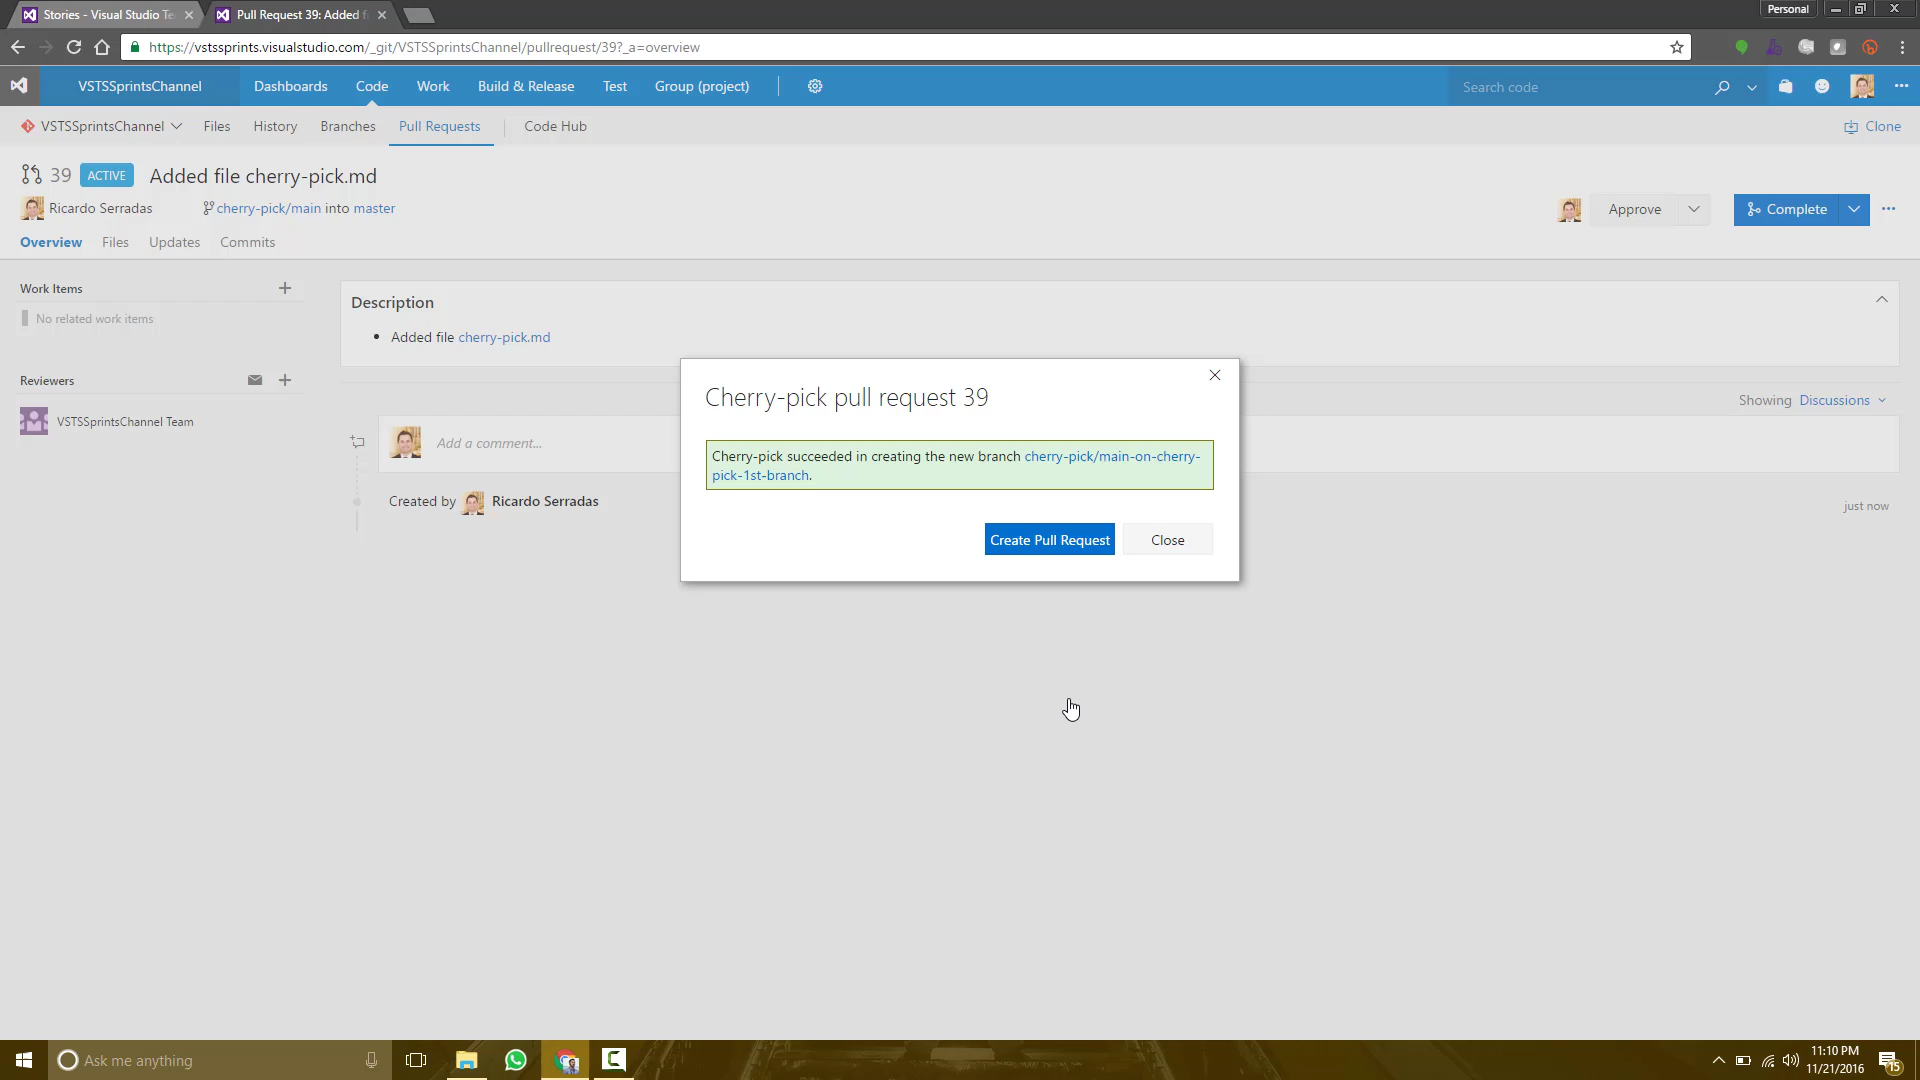 Stories - Visual Studio Te
Pull Request 39: Added f
Personal
https://vstssprints.visualstudio.com/_git/VSTSSprintsChannel/pullrequest/39?_a=overview
VSTSSprintsChannel
Dashboards
Code
Work
Build & Release
Test
Group (project)
Search code
VSTSSprintsChannel
Files
History
Branches
Pull Requests
Code Hub
Clone
39
ACTIVE
Added file cherry-pick.md
Ricardo Serradas
cherry-pick/main into master
Approve
Complete
Overview
Files
Updates
Commits
Work Items
No related work items
Reviewers
VSTSSprintsChannel Team
Description
Added file cherry-pick.md
Showing Discussions
Add a comment...
Created by Ricardo Serradas
just now
Cherry-pick pull request 39
Cherry-pick succeeded in creating the new branch cherry-pick/main-on-cherry-
pick-1st-branch.
Create Pull Request
Close
Ask me anything
11:10 PM
11/21/2016
15